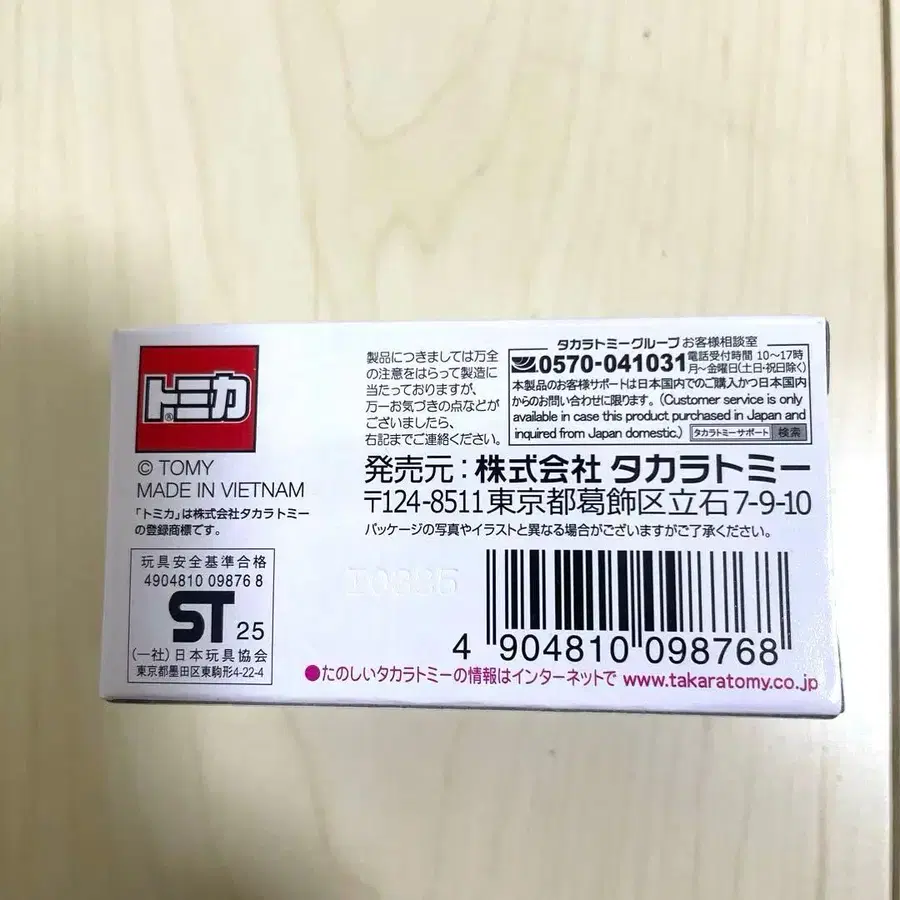 トミカ
®
© TOMY
MADE IN VIETNAM
「トミカ」は株式会社タカラトミー
の登録商標です。
玩具安全基準合格
4904810 09876 8
ST 25
(一社)日本玩具協会
東京都墨田区東駒形4-22-4
製品につきましては万全
の注意をはらって製造に
当たっておりますが、
万一お気づきの点などが
ございましたら、
右記までご連絡ください。
タカラトミーグループ お客様相談室
0570-041031 電話受付時間 10～17時
月～金曜日(土日・祝日除く)
本製品のお客様サポートは日本国内でのご購入かつ日本国内
からのお問い合わせに限ります。(Customer service is only
available in case this product purchased in Japan and
inquired from Japan domestic.) タカラトミーサポート 検索
発売元：株式会社 タカラトミー
〒124-8511 東京都葛飾区立石 7-9-10
パッケージの写真やイラストと異なる場合がございますがご了承ください。
4 904810 098768
●たのしいタカラトミーの情報はインターネットで www.takaratomy.co.jp